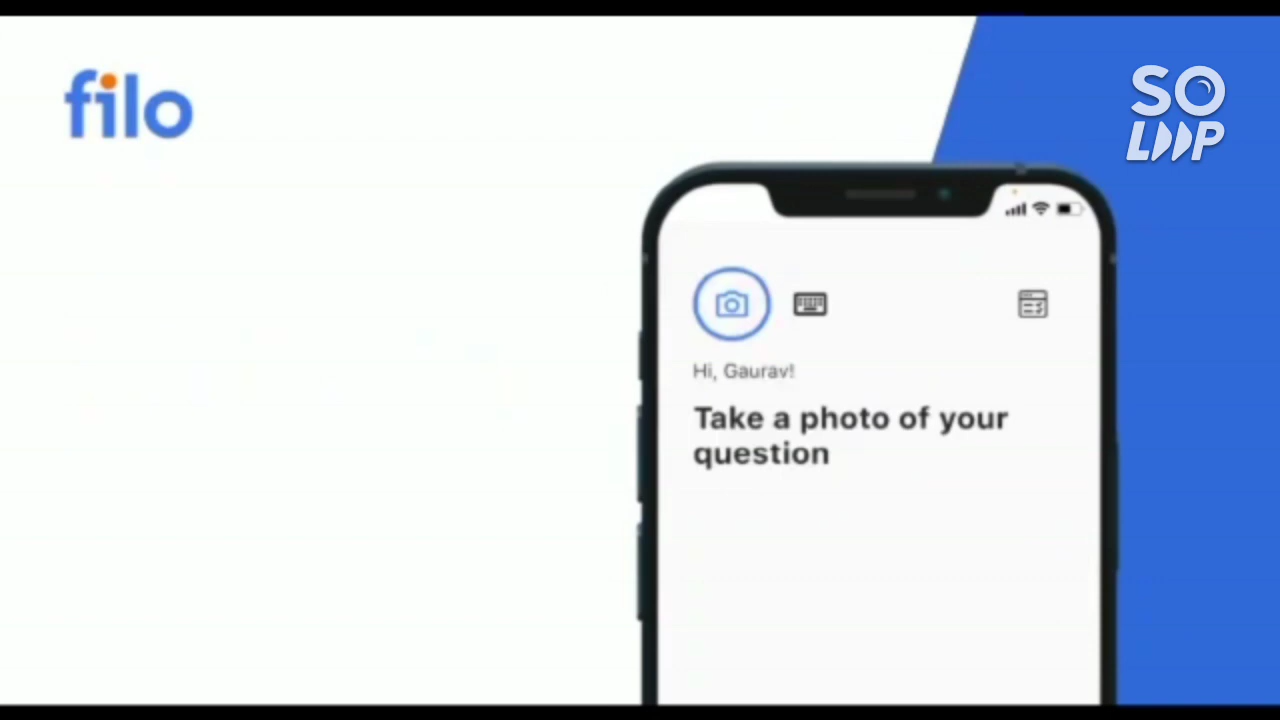 filo
SO
LOOP
Hi, Gaurav!
Take a photo of your
question